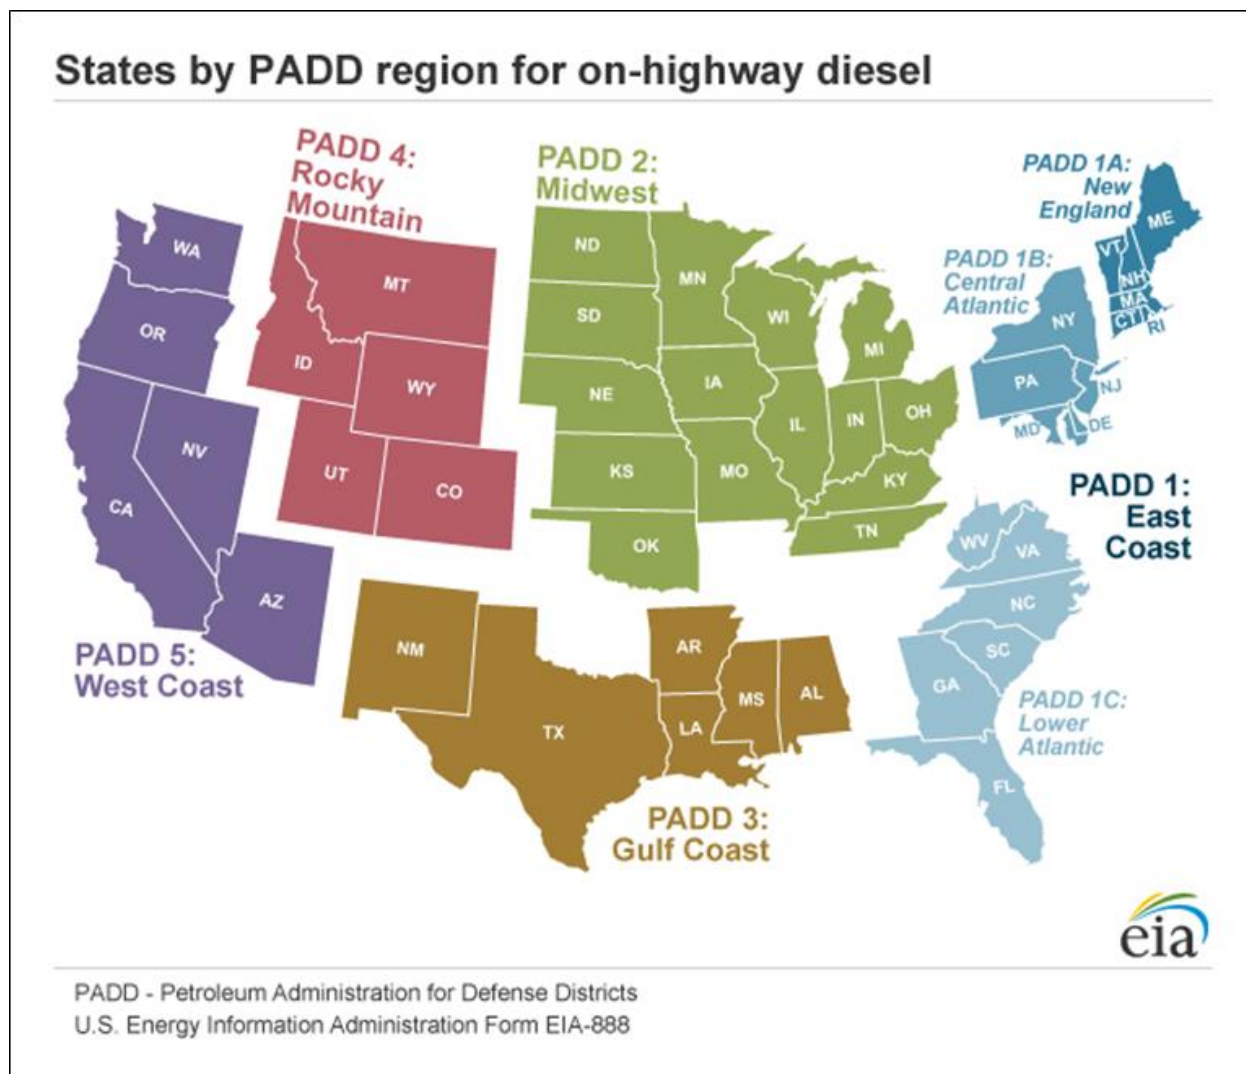 States by PADD region for on-highway diesel
PADD 4:
Rocky
Mountain
PADD 2:
Midwest
PADD 1A:
New
England
PADD 1B:
Central
Atlantic
WA
OR
CA
NV
AZ
PADD 5:
West Coast
MT
ID
WY
UT
CO
ND
SD
NE
KS
OK
MN
IA
MO
WI
IL
MI
IN
OH
KY
TN
ME
VT
NH
MA
CT
RI
NY
PA
NJ
MD
DE
PADD 1:
East
Coast
WV
VA
NC
SC
GA
FL
PADD 1C:
Lower
Atlantic
NM
TX
AR
LA
MS
AL
PADD 3:
Gulf Coast
eia
PADD - Petroleum Administration for Defense Districts
U.S. Energy Information Administration Form EIA-888